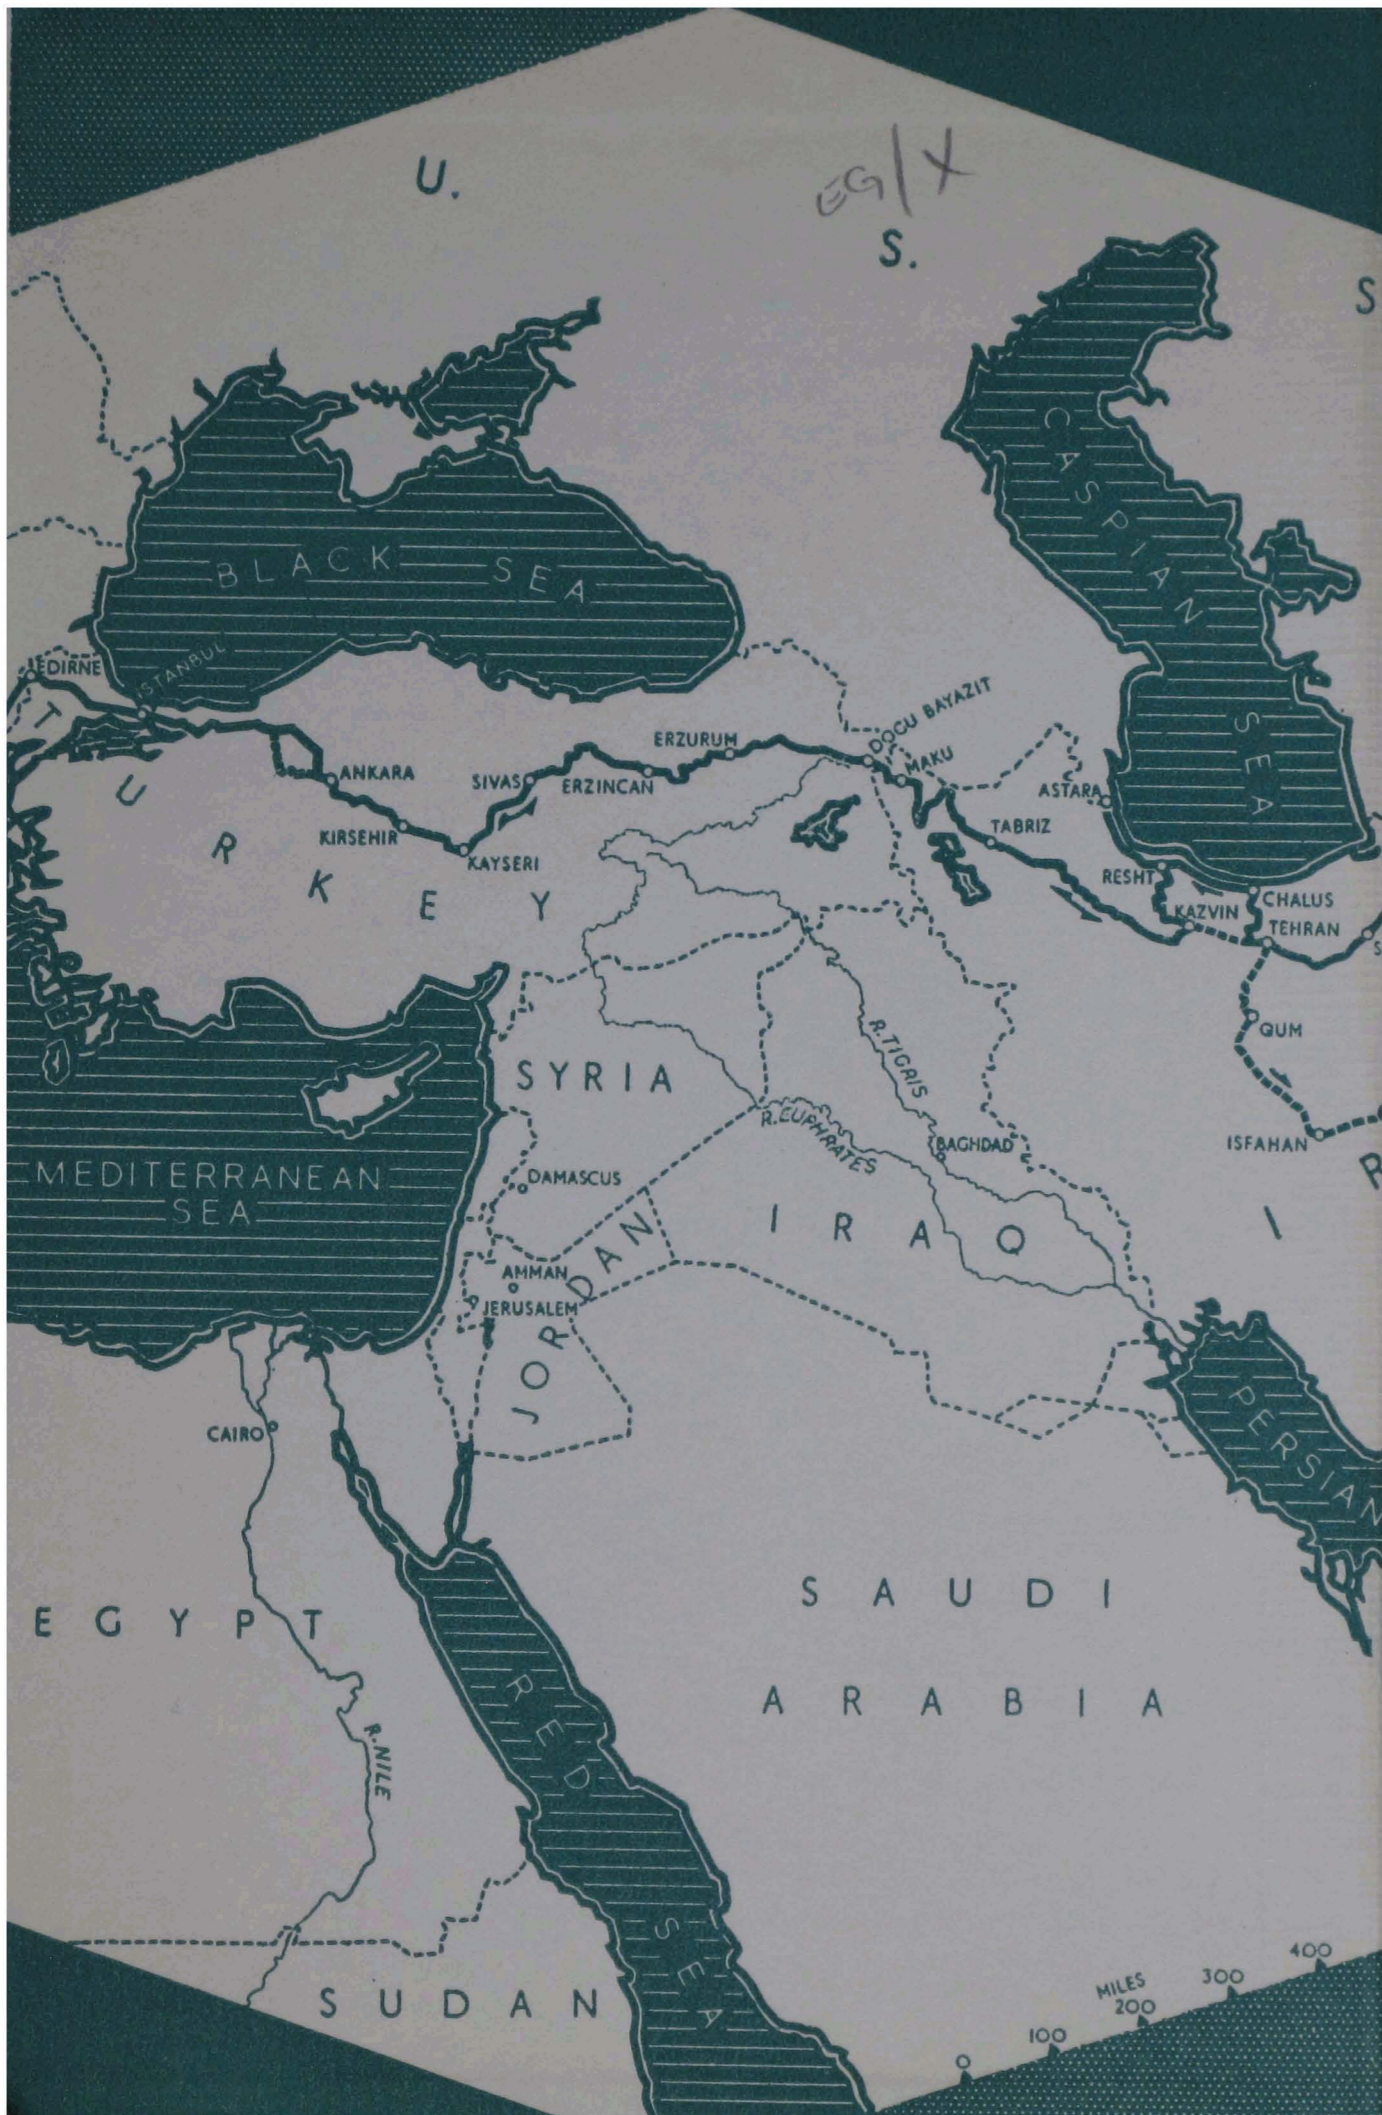 U.
EG/X
S.
S
CASPIAN
SEA
BLACK SEA
EDIRNE
ISTANBUL
DOGU BAYAZIT
ERZURUM
MAKU
ANKARA
SIVAS
ERZINCAN
ASTARA
TURKEY
KIRSEHIR
TABRIZ
KAYSERI
RESHT
CHALUS
KAZVIN
TEHRAN
S
QUM
R. TIGRIS
SYRIA
R. EUPHRATES
BAGHDAD
ISFAHAN
MEDITERRANEAN
SEA
DAMASCUS
I
R
IRAQ
AMMAN
JERUSALEM
JORDAN
PERSIAN
CAIRO
EGYPT
SAUDI
ARABIA
RED
SEA
R. NILE
SUDAN
MILES
0
100
200
300
400